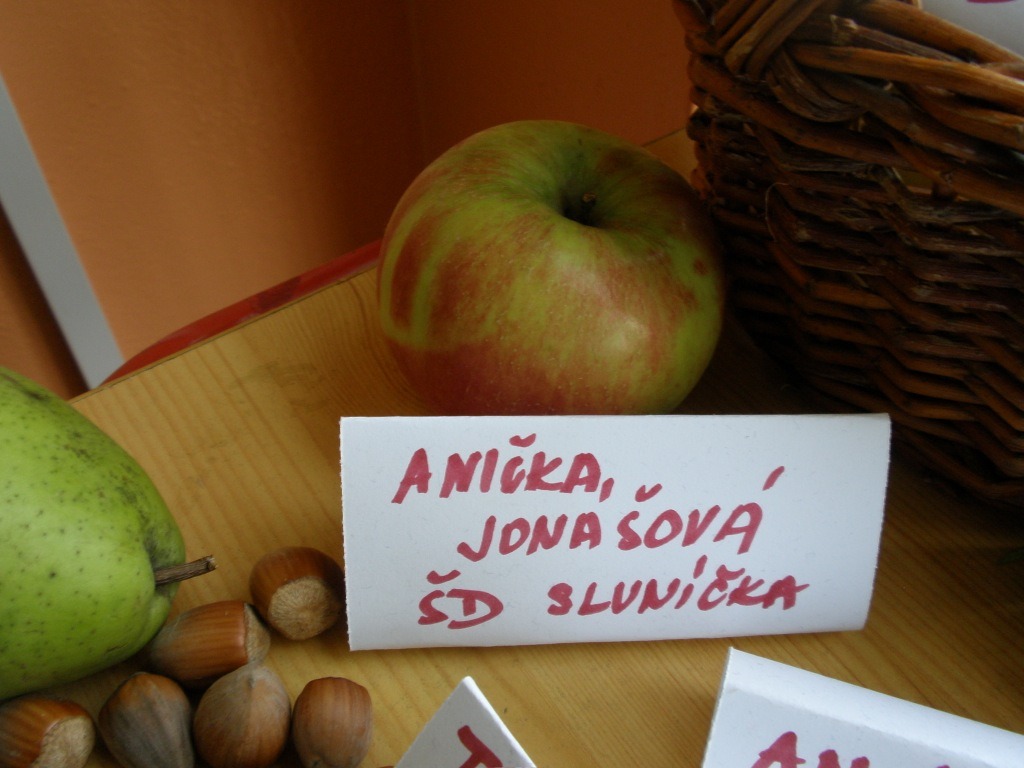 ANIČKA,
JONAŠOVÁ
ŠD SLUNÍČKA